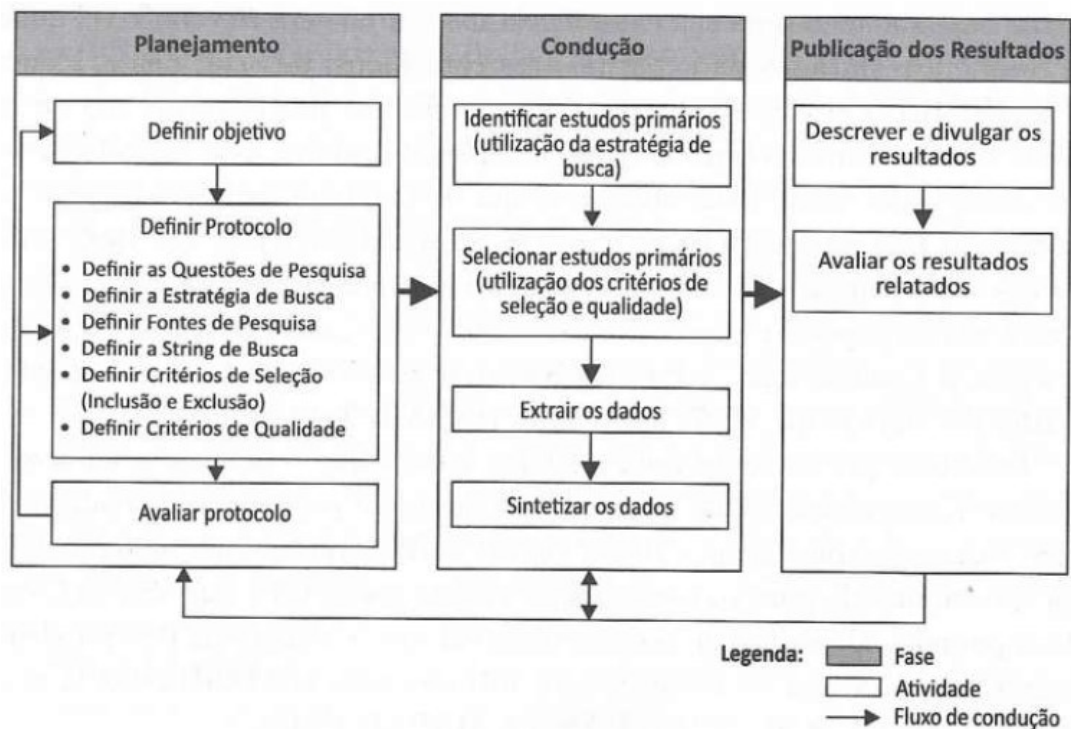 Planejamento
Definir objetivo
Definir Protocolo
• Definir as Questões de Pesquisa
• Definir a Estratégia de Busca
• Definir Fontes de Pesquisa
• Definir a String de Busca
• Definir Critérios de Seleção
(Inclusão e Exclusão)
• Definir Critérios de Qualidade
Avaliar protocolo
Condução
Identificar estudos primários
(utilização da estratégia de
busca)
Selecionar estudos primários
(utilização dos critérios de
seleção e qualidade)
Extrair os dados
Sintetizar os dados
Publicação dos Resultados
Descrever e divulgar os
resultados
Avaliar os resultados
relatados
Legenda:
Fase
Atividade
Fluxo de condução